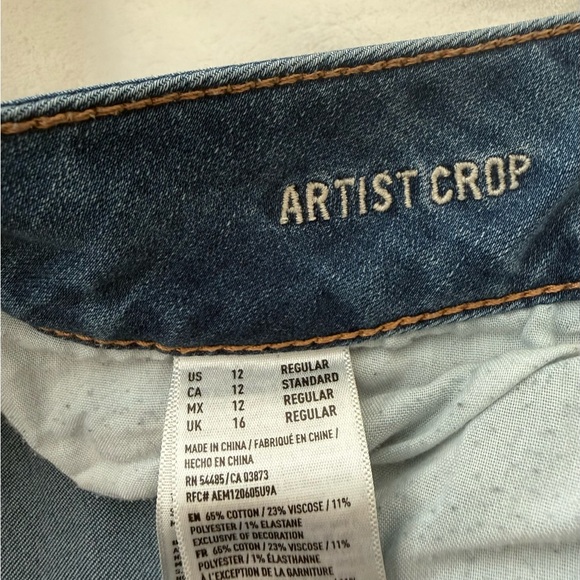 ARTIST CROP
US 12 REGULAR
CA 12 STANDARD
MX 12 REGULAR
UK 16 REGULAR
MADE IN CHINA / FABRIQUÉ EN CHINE /
HECHO EN CHINA
RN 54485/CA 03873
RFC# AEM120605U9A
EN 65% COTTON / 23% VISCOSE / 11%
POLYESTER / 1% ELASTANE
EXCLUSIVE OF DECORATION
FR 65% COTON / 23% VISCOSE / 11%
POLYESTER / 1% ÉLASTHANNE
À L'EXCEPTION DE LA GARNITURE